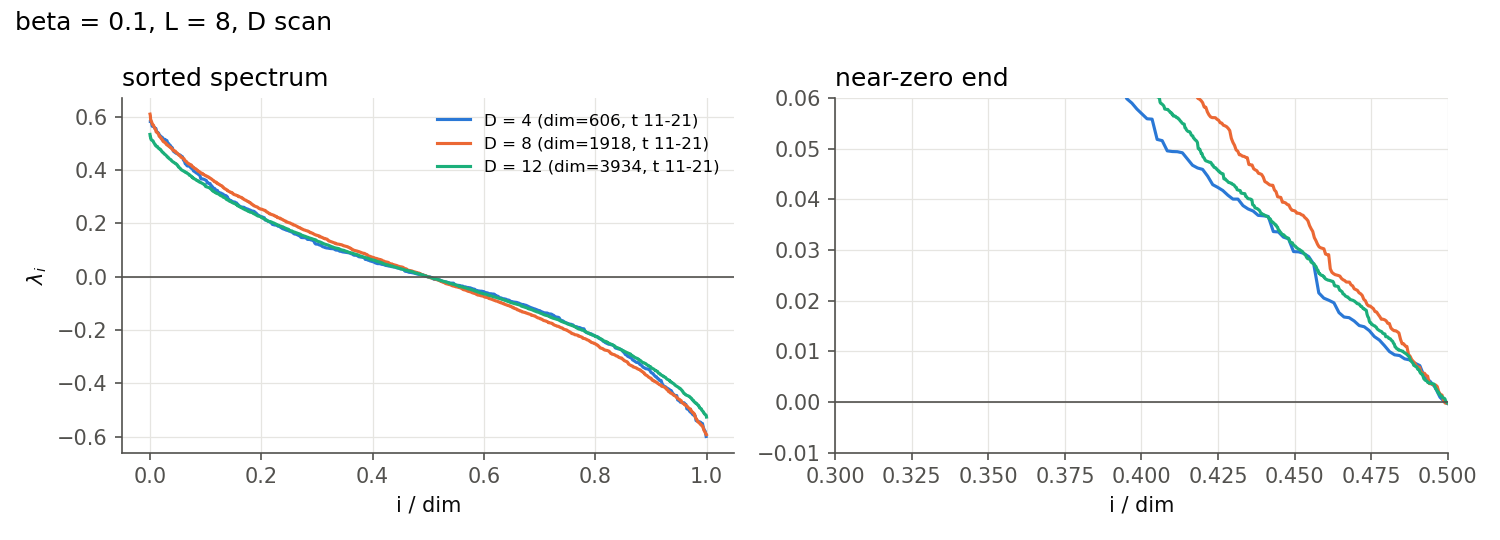 beta = 0.1, L = 8, D scan
sorted spectrum
0.6
0.4
0.2
0.0
−0.2
−0.4
−0.6
λi
D = 4 (dim=606, t 11-21)
D = 8 (dim=1918, t 11-21)
D = 12 (dim=3934, t 11-21)
0.0 0.2 0.4 0.6 0.8 1.0
i / dim
near-zero end
0.06
0.05
0.04
0.03
0.02
0.01
0.00
−0.01
0.300 0.325 0.350 0.375 0.400 0.425 0.450 0.475 0.500
i / dim